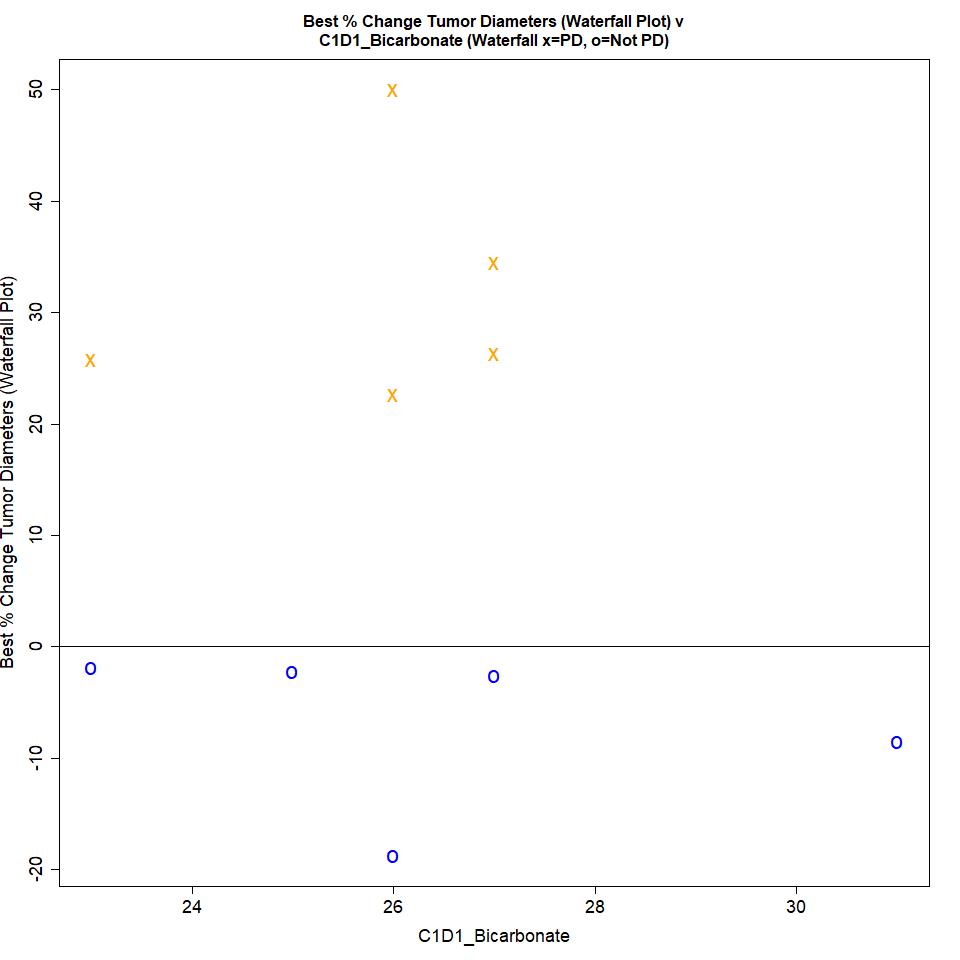 Best % Change Tumor Diameters (Waterfall Plot) v
C1D1_Bicarbonate (Waterfall x=PD, o=Not PD)
Best % Change Tumor Diameters (Waterfall Plot)
50
40
30
20
10
0
-10
-20
X
X
X
X
X
O
O
O
O
O
24
26
28
30
C1D1_Bicarbonate